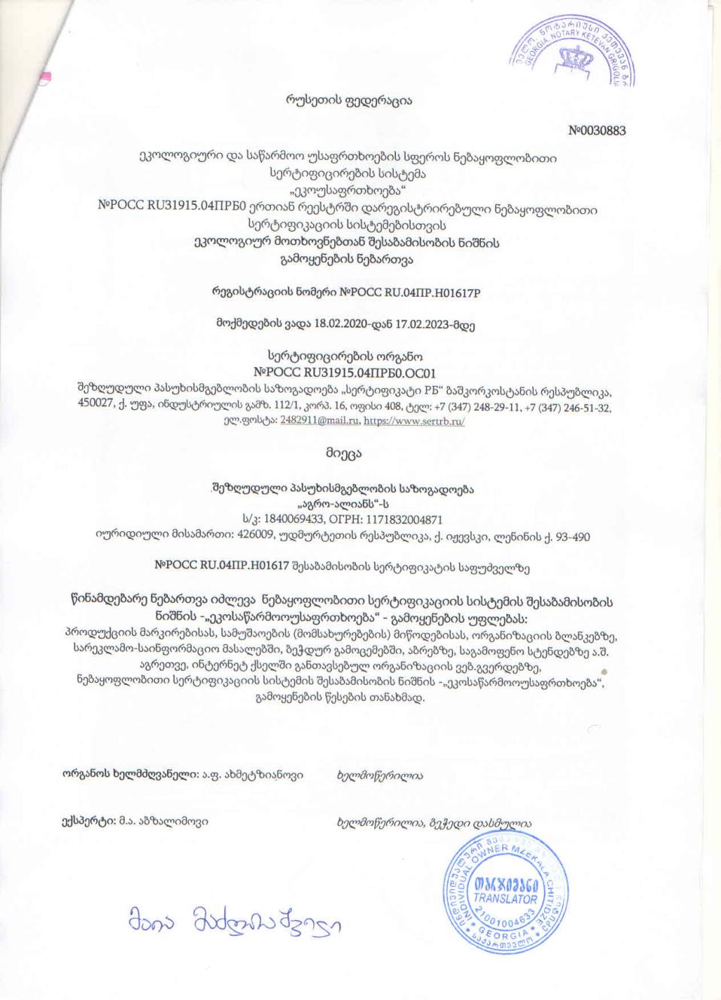 GEORGIA, NOTARY KETEVAN
რუსეთის ფედერაცია
№0030883
ეკოლოგიური და საწარმოო უსაფრთხოების სფეროს ნებაყოფლობითი
სერტიფიცირების სისტემა
„ეკოუსაფრთხოება“
№РОСС RU31915.04ПРБ0 ერთიან რეესტრში დარეგისტრირებული ნებაყოფლობითი
სერტიფიკაციის სისტემებისთვის
ეკოლოგიურ მოთხოვნებთან შესაბამისობის ნიშნის
გამოყენების ნებართვა
რეგისტრაციის ნომერი №РОСС RU.04ПР.Н01617Р
მოქმედების ვადა 18.02.2020-დან 17.02.2023-მდე
სერტიფიცირების ორგანო
№РОСС RU31915.04ПРБ0.ОС01
შეზღუდული პასუხისმგებლობის საზოგადოება „სერტიფიკატი РБ“ ბაშკორკოსტანის რესპუბლიკა,
450027, ქ. უფა, ინდუსტრიულის გამზ. 112/1, კორპ. 16, ოფისი 408, ტელ: +7 (347) 248-29-11, +7 (347) 246-51-32,
ელ.ფოსტა: 2482911@mail.ru, https://www.sertrb.ru/
მიეცა
შეზღუდული პასუხისმგებლობის საზოგადოება
„აგრო-ალიანს“-ს
ს/კ: 1840069433, ОГРН: 1171832004871
იურიდიული მისამართი: 426009, უდმურტეთის რესპუბლიკა, ქ. იჟევსკი, ლენინის ქ. 93-490
№РОСС RU.04ПР.Н01617 შესაბამისობის სერტიფიკატის საფუძველზე
წინამდებარე ნებართვა იძლევა ნებაყოფლობითი სერტიფიკაციის სისტემის შესაბამისობის
ნიშნის -„ეკოსაწარმოოუსაფრთხოება“ - გამოყენების უფლებას:
პროდუქციის მარკირებისას, სამუშაოების (მომსახურებების) მიწოდებისას, ორგანიზაციის ბლანკებზე,
სარეკლამო-საინფორმაციო მასალებში, ბეჭდურ გამოცემებში, აბრებზე, საგამოფენო სტენდებზე ა.შ.
აგრეთვე, ინტერნეტ ქსელში განთავსებულ ორგანიზაციის ვებ.გვერდებზე,
ნებაყოფლობითი სერტიფიკაციის სისტემის შესაბამისობის ნიშნის -„ეკოსაწარმოოუსაფრთხოება“,
გამოყენების წესების თანახმად.
ორგანოს ხელმძღვანელი: ა.ფ. ახმეტზიანოვი ხელმოწერილია
ექსპერტი: მ.ა. აბზალიმოვი ხელმოწერილია, ბეჭედი დასმულია
INDIVIDUAL OWNER
თარჯიმანი
TRANSLATOR
21001004633
GEORGIA
საქართველო
მაია